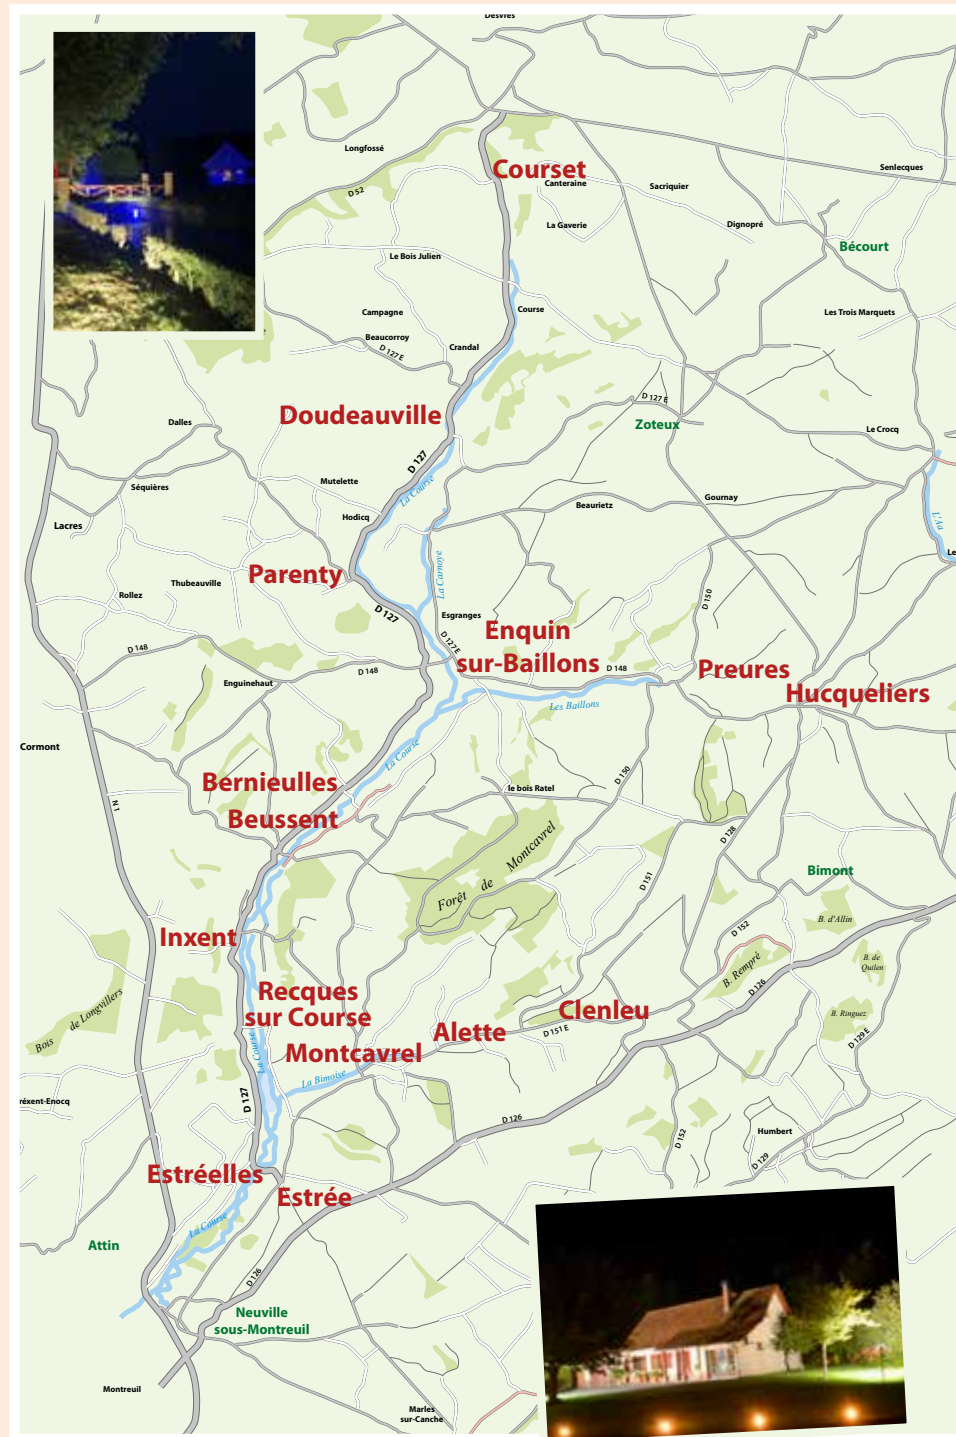 Desvres
Longfossé
Courset
Canteraine
Sacriquier
Senlecques
D 52
La Gaverie
Dignopré
Bécourt
Le Bois Julien
Course
Campagne
Les Trois Marquets
Beaucorroy
D 127 E
Crandal
D 127 E
Doudeauville
Dalles
Zoteux
Le Crocq
D 127
Mutelette
La Course
Séquières
Gournay
Beaurietz
Hodicq
Lacres
L'Aa
Le
La Carnoye
Parenty
Thubeauville
Rollez
D 150
D 127
Esgranges
Enquin
sur-Baillons
D 127 E
D 148
D 148
D 148
Preures
Enguinehaut
Hucqueliers
Les Baillons
Cormont
La Course
Bernieulles
D 150
le bois Ratel
N 1
Beussent
D 128
Forêt de Montcavrel
Bimont
D 151
B. d'Allin
D 152
Inxent
B. de
Quilen
B. Rempré
D 126
Recques
sur Course
Bois de Longvillers
Clenleu
B. Ringuez
Alette
D 151 E
D 129 E
La Course
Montcavrel
La Bimoise
D 127
réxent-Enocq
D 126
Humbert
D 152
D 129
Estréelles
Estrée
La Course
Attin
D 126
Neuville
sous-Montreuil
Montreuil
Marles
sur-Canche